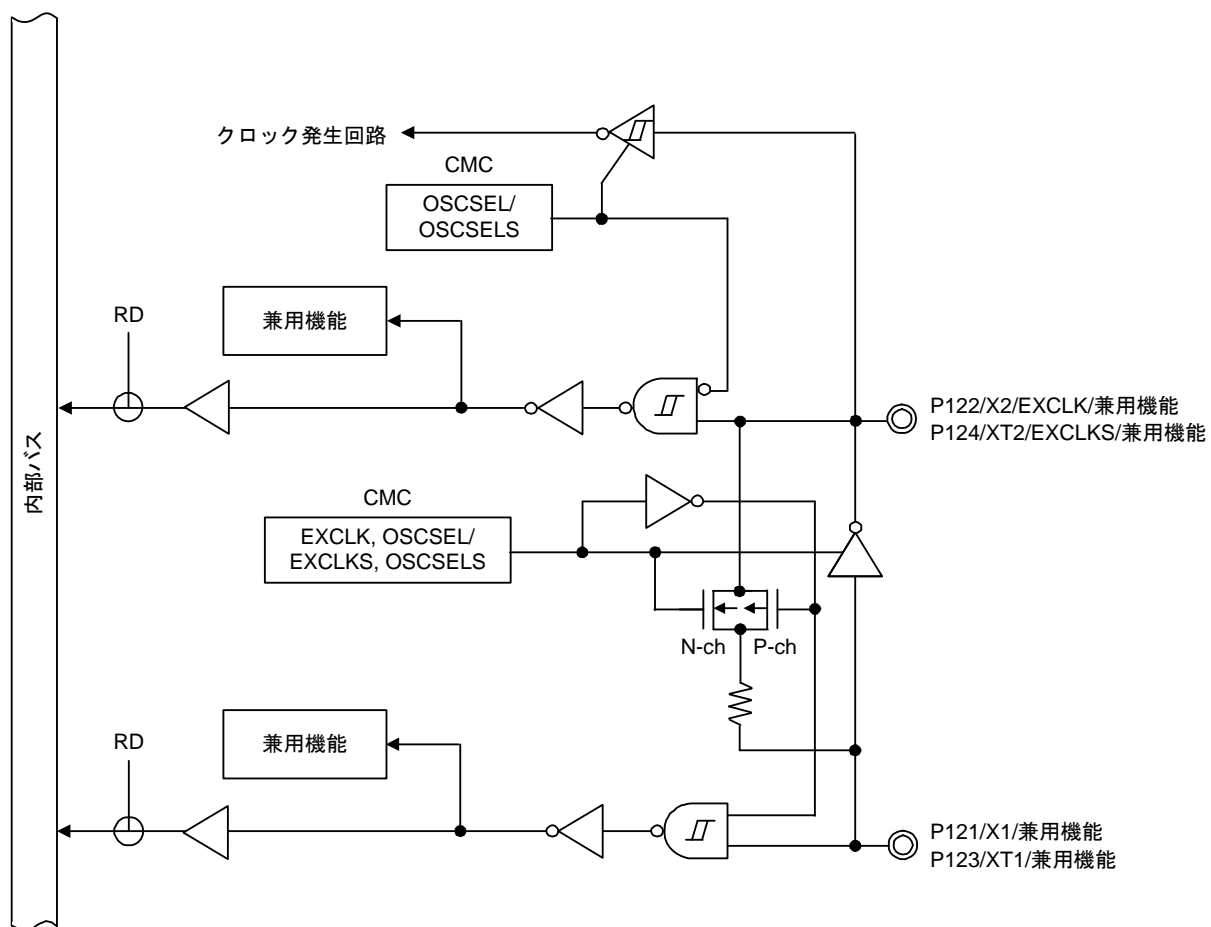 クロック発生回路
CMC
OSCSEL/
OSCSELS
RD
兼用機能
P122/X2/EXCLK/兼用機能
P124/XT2/EXCLKS/兼用機能
内部バス
CMC
EXCLK, OSCSEL/
EXCLKS, OSCSELS
N-ch
P-ch
RD
兼用機能
P121/X1/兼用機能
P123/XT1/兼用機能